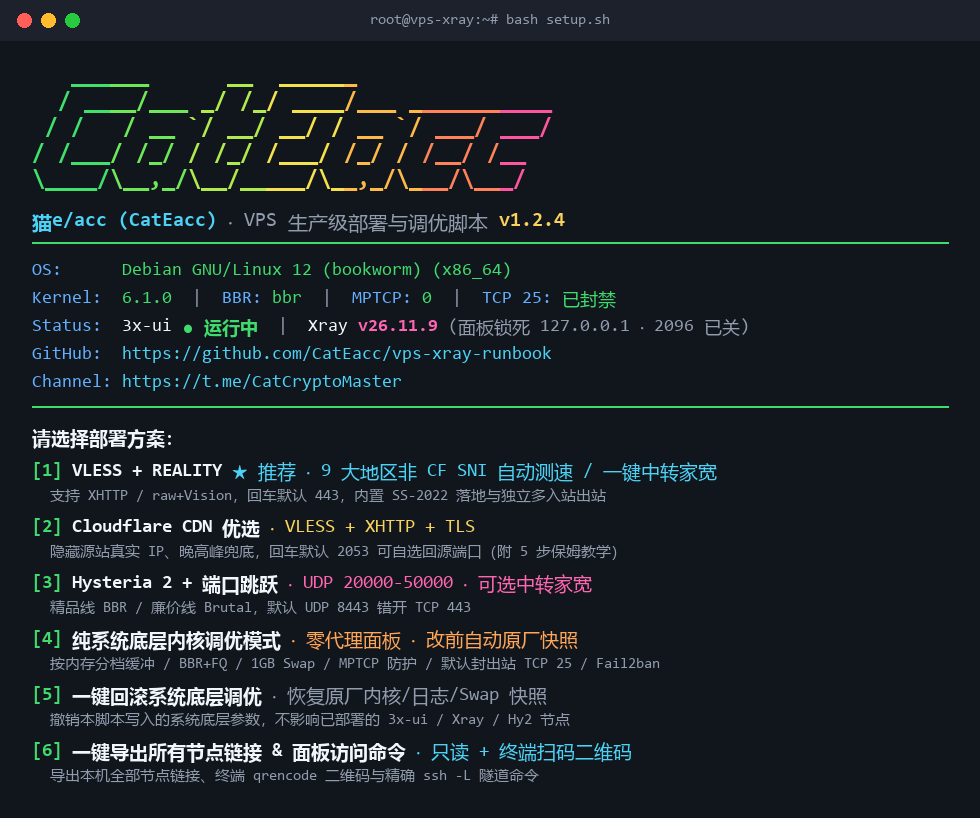 root@vps-xray:~# bash setup.sh
CatEacc
猫e/acc (CatEacc) · VPS 生产级部署与调优脚本 v1.2.4
OS: Debian GNU/Linux 12 (bookworm) (x86_64)
Kernel: 6.1.0 | BBR: bbr | MPTCP: 0 | TCP 25: 已封禁
Status: 3x-ui ● 运行中 | Xray v26.11.9 (面板锁死 127.0.0.1 · 2096 已关)
GitHub: https://github.com/CatEacc/vps-xray-runbook
Channel: https://t.me/CatCryptoMaster
请选择部署方案:
[1] VLESS + REALITY ★ 推荐 · 9 大地区非 CF SNI 自动测速 / 一键中转家宽
支持 XHTTP / raw+Vision, 回车默认 443, 内置 SS-2022 落地与独立多入站出站
[2] Cloudflare CDN 优选 · VLESS + XHTTP + TLS
隐藏源站真实 IP、晚高峰兜底, 回车默认 2053 可自选回源端口 (附 5 步保姆教学)
[3] Hysteria 2 + 端口跳跃 · UDP 20000-50000 · 可选中转家宽
精品线 BBR / 廉价线 Brutal, 默认 UDP 8443 错开 TCP 443
[4] 纯系统底层内核调优模式 · 零代理面板 · 改前自动原厂快照
按内存分档缓冲 / BBR+FQ / 1GB Swap / MPTCP 防护 / 默认封出站 TCP 25 / Fail2ban
[5] 一键回滚系统底层调优 · 恢复原厂内核/日志/Swap 快照
撤销本脚本写入的系统底层参数, 不影响已部署的 3x-ui / Xray / Hy2 节点
[6] 一键导出所有节点链接 & 面板访问命令 · 只读 + 终端扫码二维码
导出本机全部节点链接、终端 qrencode 二维码与精确 ssh -L 隧道命令